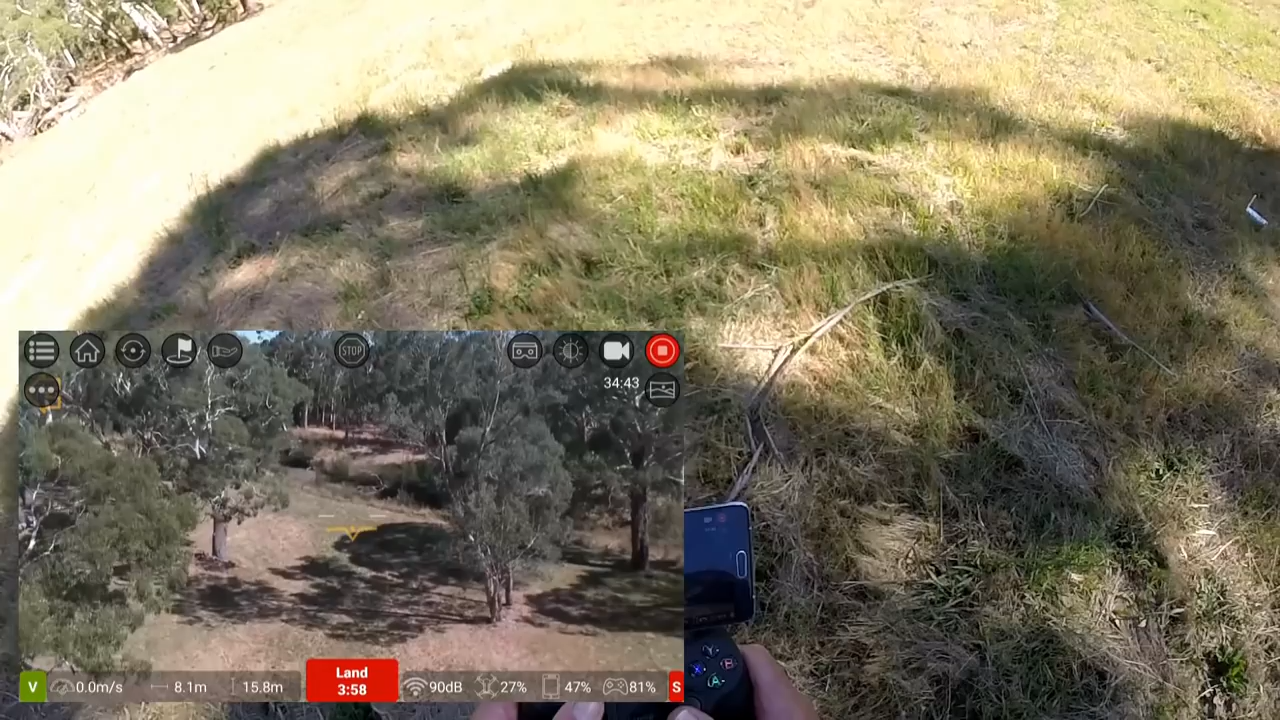 STOP
34:43
V
0.0m/s
8.1m
15.8m
Land
3:58
90dB
27%
47%
81%
S
Y
X
B
A